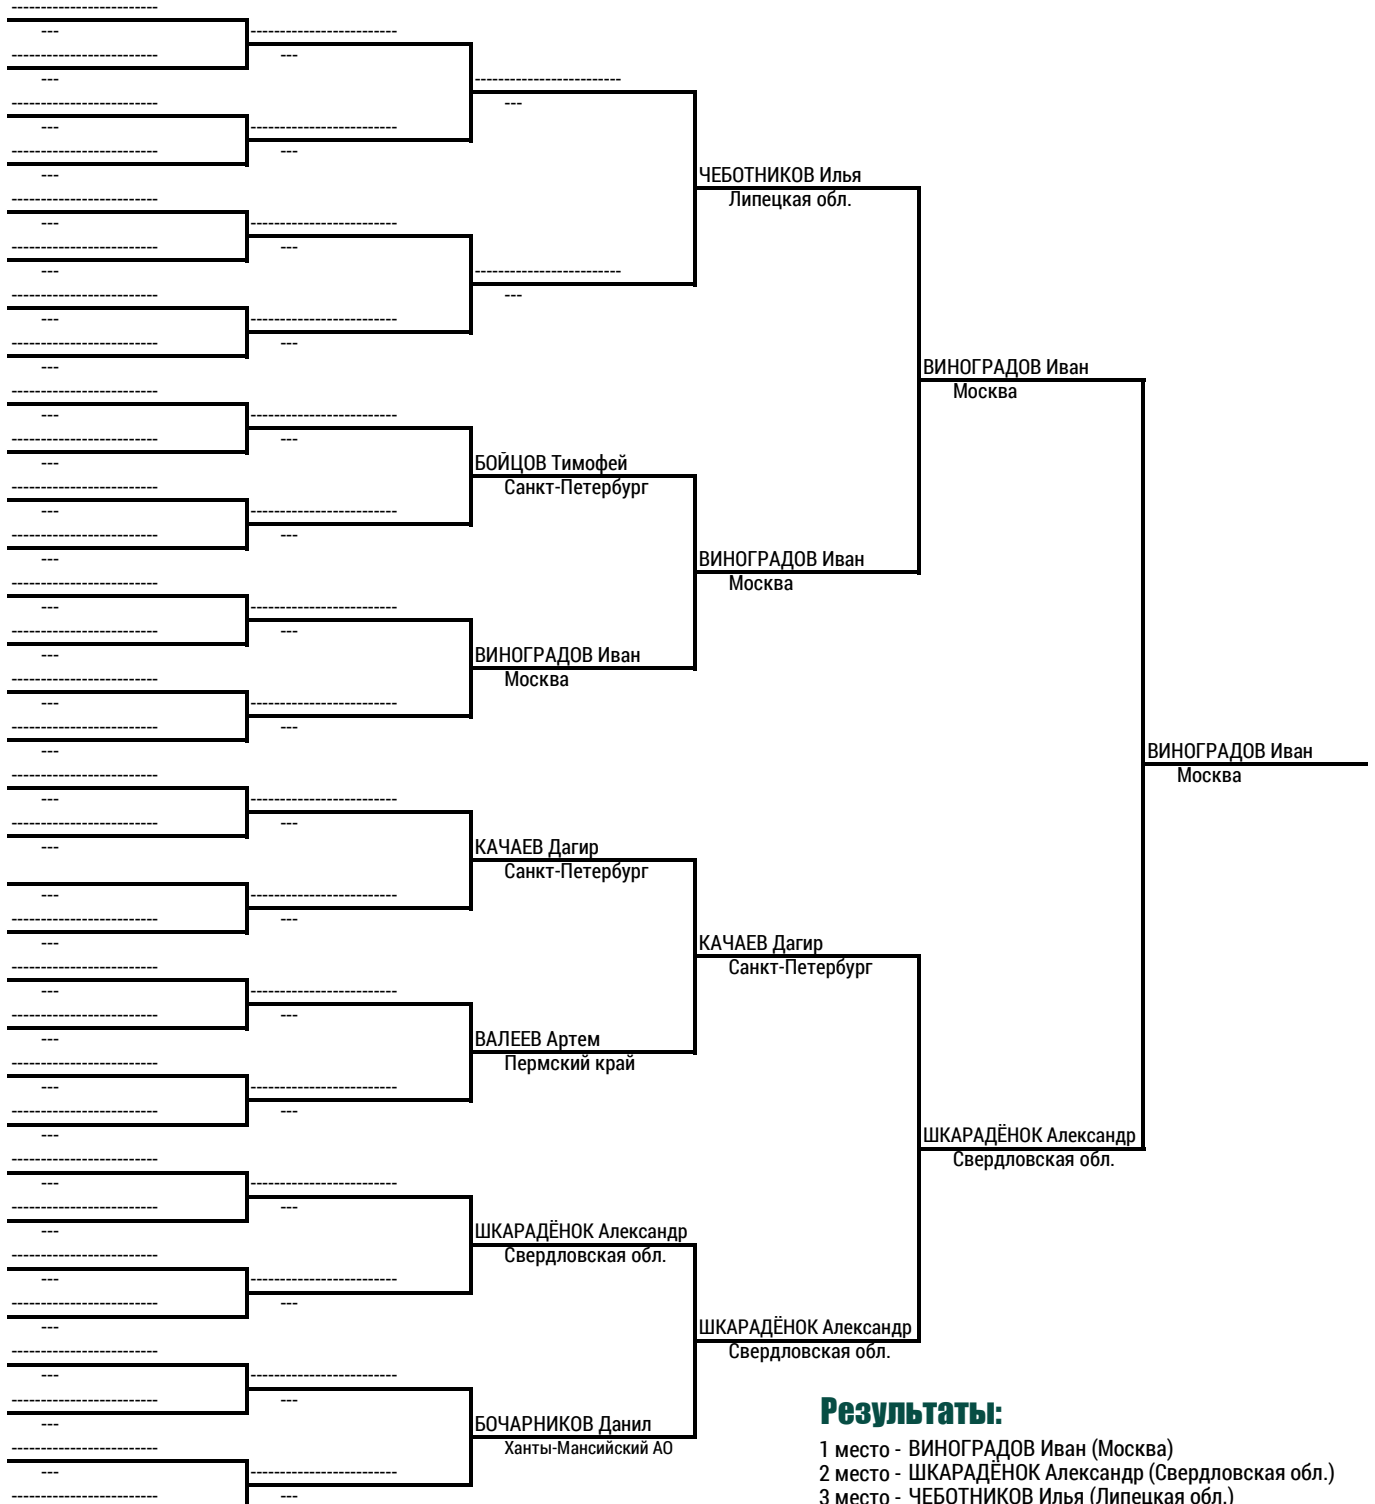 ЧЕБОТНИКОВ Илья
Липецкая обл.
ВИНОГРАДОВ Иван
Москва
БОЙЦОВ Тимофей
Санкт-Петербург
ВИНОГРАДОВ Иван
Москва
ВИНОГРАДОВ Иван
Москва
ВИНОГРАДОВ Иван
Москва
КАЧАЕВ Дагир
Санкт-Петербург
КАЧАЕВ Дагир
Санкт-Петербург
ВАЛЕЕВ Артем
Пермский край
ШКАРАДЁНОК Александр
Свердловская обл.
ШКАРАДЁНОК Александр
Свердловская обл.
ШКАРАДЁНОК Александр
Свердловская обл.
БОЧАРНИКОВ Данил
Ханты-Мансийский АО
Результаты:
1 место - ВИНОГРАДОВ Иван (Москва)
2 место - ШКАРАДЁНОК Александр (Свердловская обл.)
3 место - ЧЕБОТНИКОВ Илья (Липецкая обл.)